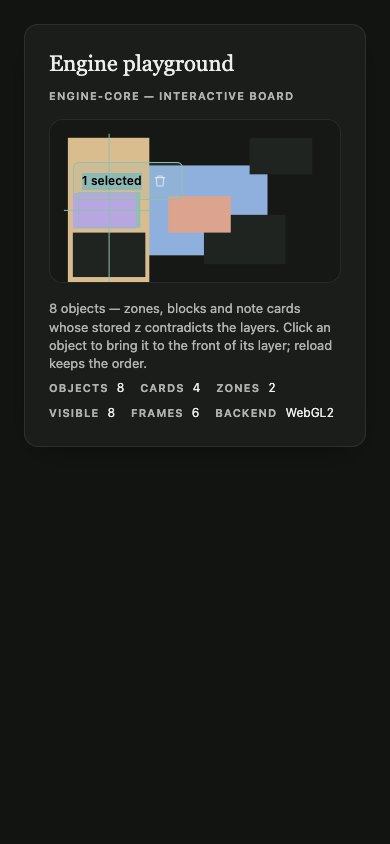 Engine playground
ENGINE-CORE — INTERACTIVE BOARD
1 selected
8 objects — zones, blocks and note cards
whose stored z contradicts the layers. Click an
object to bring it to the front of its layer; reload
keeps the order.
OBJECTS 8 CARDS 4 ZONES 2
VISIBLE 8 FRAMES 6 BACKEND WebGL2